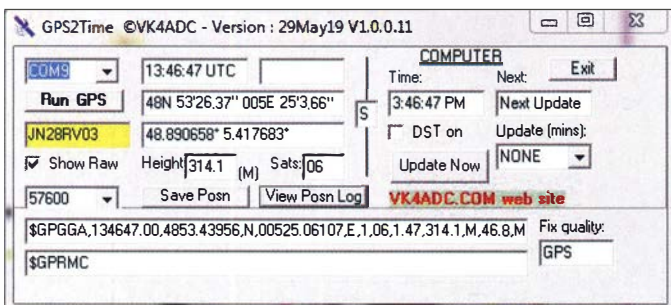 GPS2Time ©VK4ADC - Version : 29May19 V1.0.0.11
COM9
13:46:47 UTC
COMPUTER
Time:
Next:
Exit
Run GPS
48N 53'26.37'' 005E 25'3.66''
S
3:46:47 PM
Next Update
JN28RV03
48.890658° 5.417683°
DST on
Update (mins):
Show Raw
Height
314.1
(M)
Sats:
06
Update Now
NONE
57600
Save Posn
View Posn Log
VK4ADC.COM web site
$GPGGA,134647.00,4853.43956,N,00525.06107,E,1,06,1.47,314.1,M,46.8,M
Fix quality:
$GPRMC
GPS